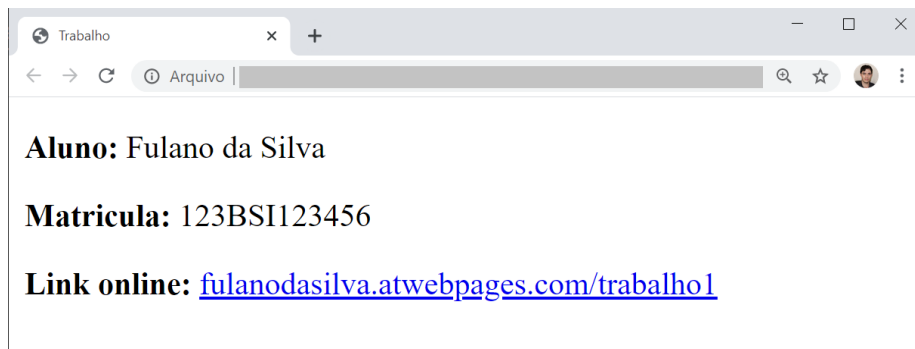 Trabalho
Arquivo
Aluno: Fulano da Silva
Matricula: 123BSI123456
Link online: fulanodasilva.atwebpages.com/trabalho1